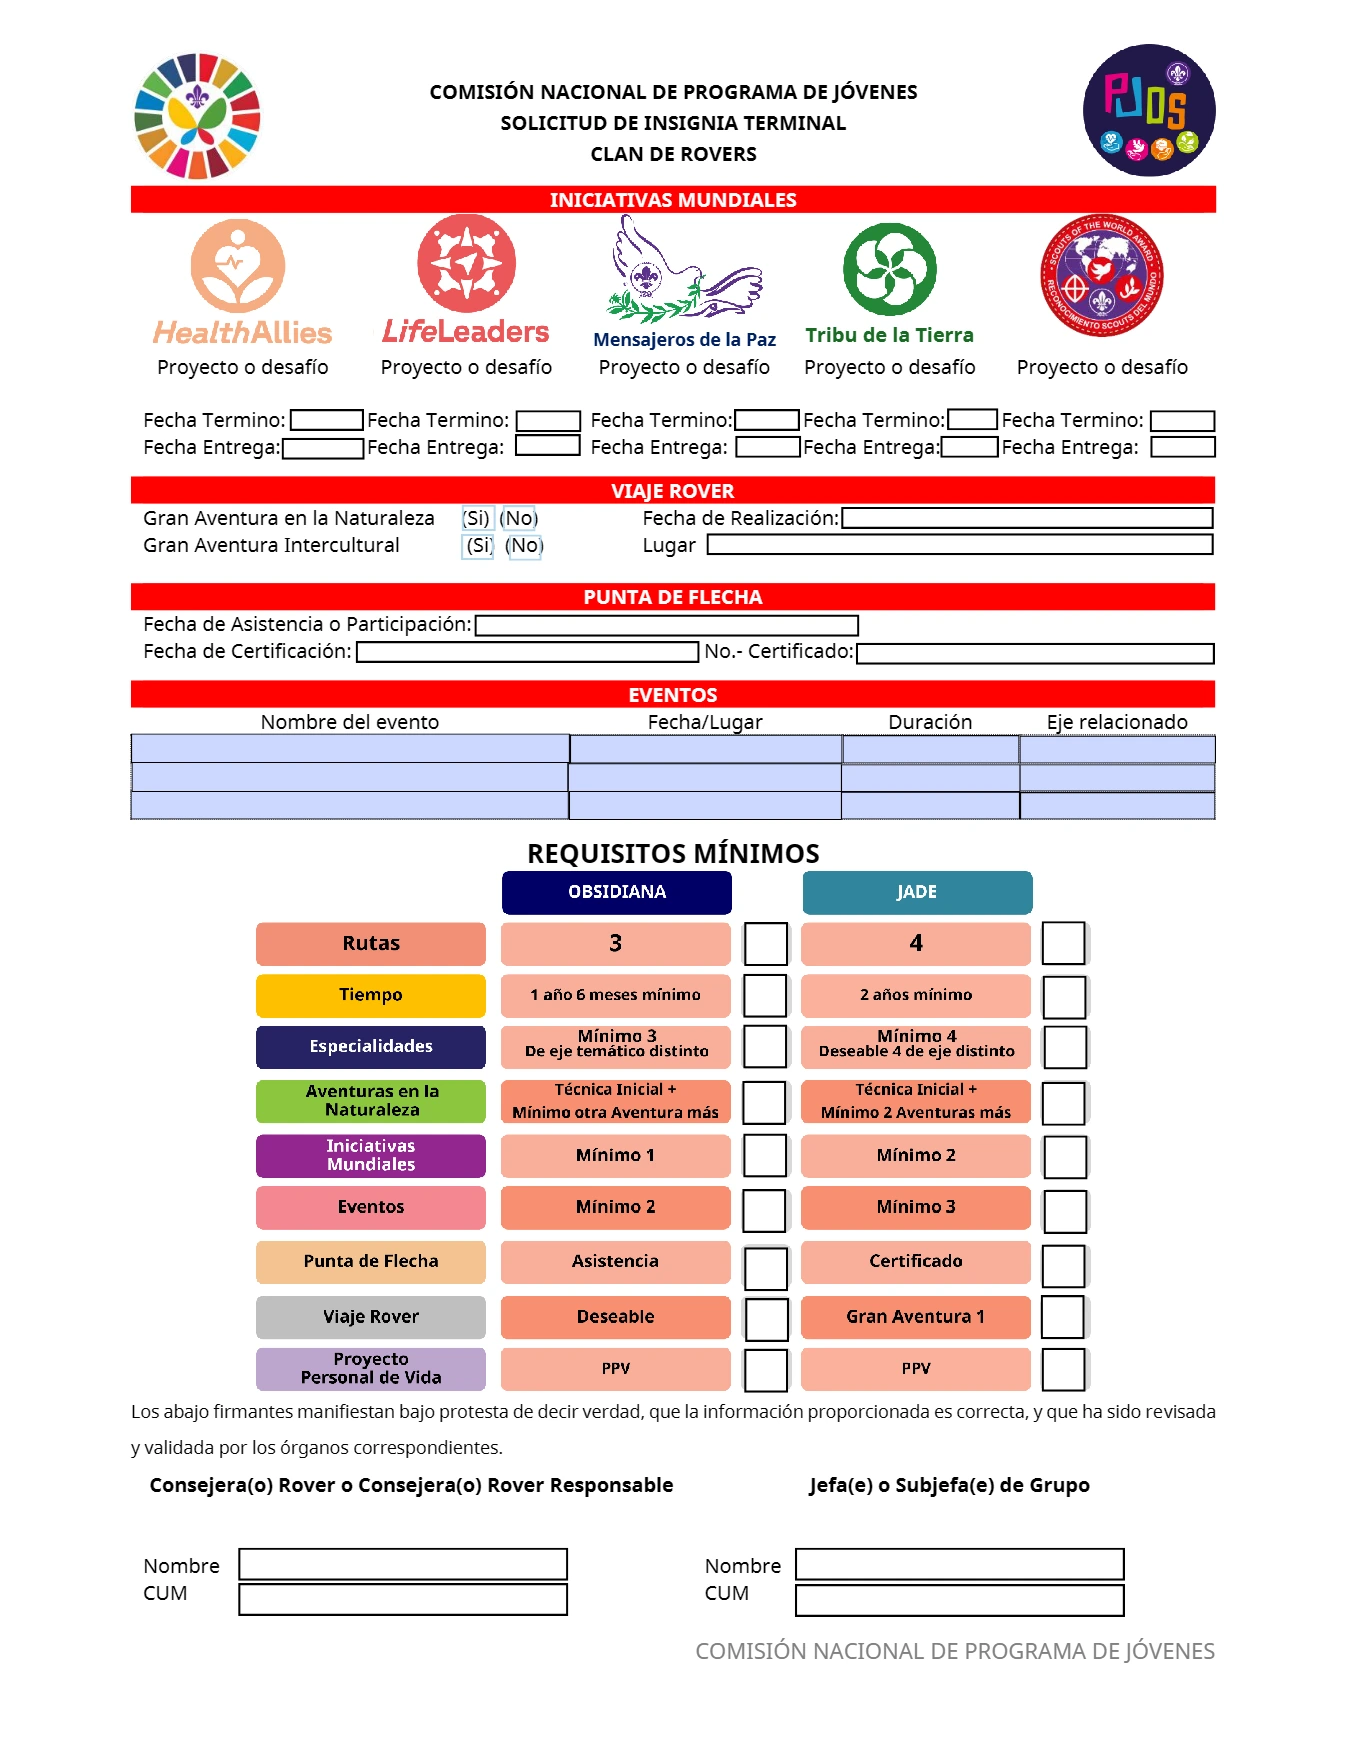 COMISIÓN NACIONAL DE PROGRAMA DE JÓVENES
SOLICITUD DE INSIGNIA TERMINAL
CLAN DE ROVERS
PJDS
INICIATIVAS MUNDIALES
HealthAllies LifeLeaders Mensajeros de la Paz Tribu de la Tierra SCOUTS OF THE WORLD AWARD - RECONOCIMIENTO SCOUTS DEL MUNDO
Proyecto o desafío Proyecto o desafío Proyecto o desafío Proyecto o desafío Proyecto o desafío
Fecha Termino: Fecha Termino: Fecha Termino: Fecha Termino: Fecha Termino:
Fecha Entrega: Fecha Entrega: Fecha Entrega: Fecha Entrega: Fecha Entrega:
VIAJE ROVER
Gran Aventura en la Naturaleza (Si) (No) Fecha de Realización:
Gran Aventura Intercultural (Si) (No) Lugar
PUNTA DE FLECHA
Fecha de Asistencia o Participación:
Fecha de Certificación: No.- Certificado:
EVENTOS
Nombre del evento Fecha/Lugar Duración Eje relacionado
REQUISITOS MÍNIMOS
OBSIDIANA JADE
Rutas 3 4
Tiempo 1 año 6 meses mínimo 2 años mínimo
Especialidades Mínimo 3 Mínimo 4
De eje temático distinto Deseable 4 de eje distinto
Aventuras en la Técnica Inicial + Técnica Inicial +
Naturaleza Mínimo otra Aventura más Mínimo 2 Aventuras más
Iniciativas
Mundiales Mínimo 1 Mínimo 2
Eventos Mínimo 2 Mínimo 3
Punta de Flecha Asistencia Certificado
Viaje Rover Deseable Gran Aventura 1
Proyecto
Personal de Vida PPV PPV
Los abajo firmantes manifiestan bajo protesta de decir verdad, que la información proporcionada es correcta, y que ha sido revisada
y validada por los órganos correspondientes.
Consejera(o) Rover o Consejera(o) Rover Responsable Jefa(e) o Subjefa(e) de Grupo
Nombre Nombre
CUM CUM
COMISIÓN NACIONAL DE PROGRAMA DE JÓVENES